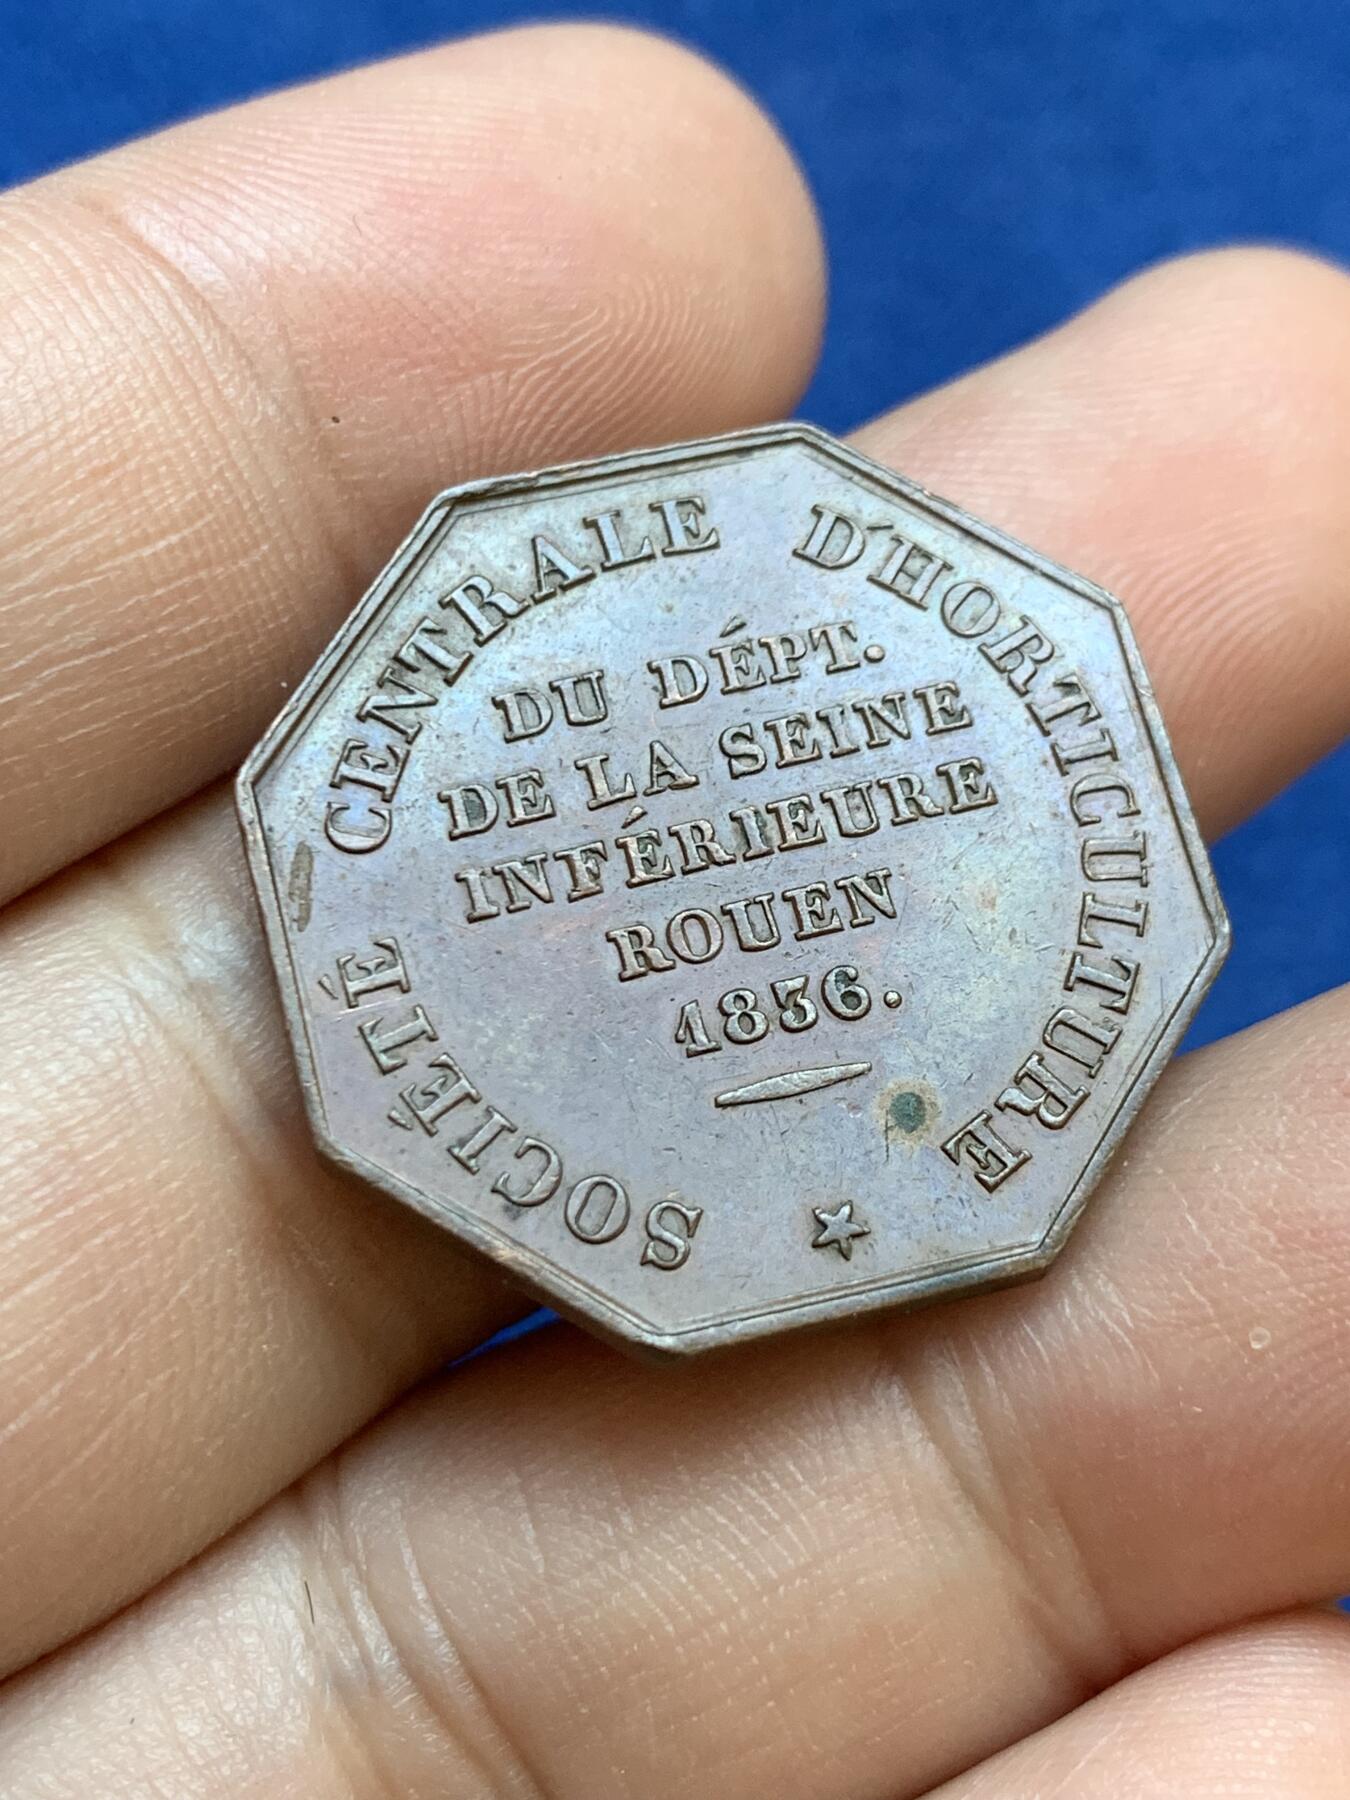 SOCIÉTÉ CENTRALE D'HORTICULTURE
DU DÉPT.
DE LA SEINE
INFÉRIEURE
ROUEN
1836.